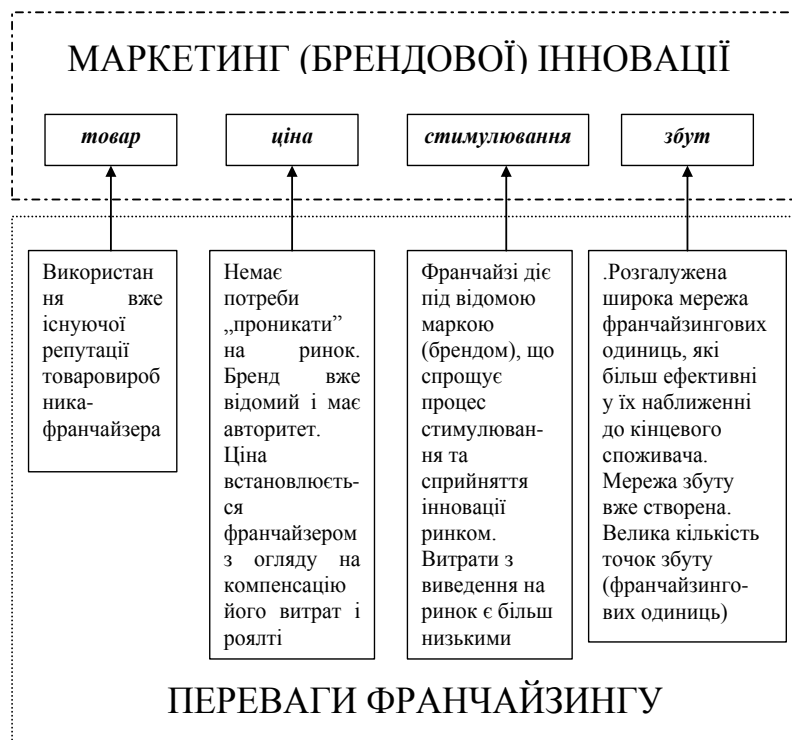 МАРКЕТИНГ (БРЕНДОВОЇ) ІННОВАЦІЇ
товар
ціна
стимулювання
збут
Використан
ня вже
існуючої
репутації
товаровироб
ника-
франчайзера
Немає
потреби
„проникати”
на ринок.
Бренд вже
відомий і має
авторитет.
Ціна
встановлюєть-
ся
франчайзером
з огляду на
компенсацію
його витрат і
роялті
Франчайзі діє
під відомою
маркою
(брендом), що
спрощує
процес
стимулюван-
ня та
сприйняття
інновації
ринком.
Витрати з
виведення на
ринок є більш
низькими
.Розгалужена
широка мережа
франчайзингових
одиниць, які
більш ефективні
у їх наближенні
до кінцевого
споживача.
Мережа збуту
вже створена.
Велика кількість
точок збуту
(франчайзинго-
вих одиниць)
ПЕРЕВАГИ ФРАНЧАЙЗИНГУ